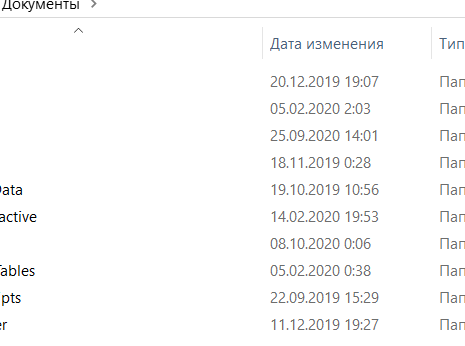 Документы
Дата изменения Тип
20.12.2019 19:07 Пап
05.02.2020 2:03 Пап
25.09.2020 14:01 Пап
18.11.2019 0:28 Пап
Data 19.10.2019 10:56 Пап
active 14.02.2020 19:53 Пап
08.10.2020 0:06 Пап
Tables 05.02.2020 0:38 Пап
pts 22.09.2019 15:29 Пап
er 11.12.2019 19:27 Пап